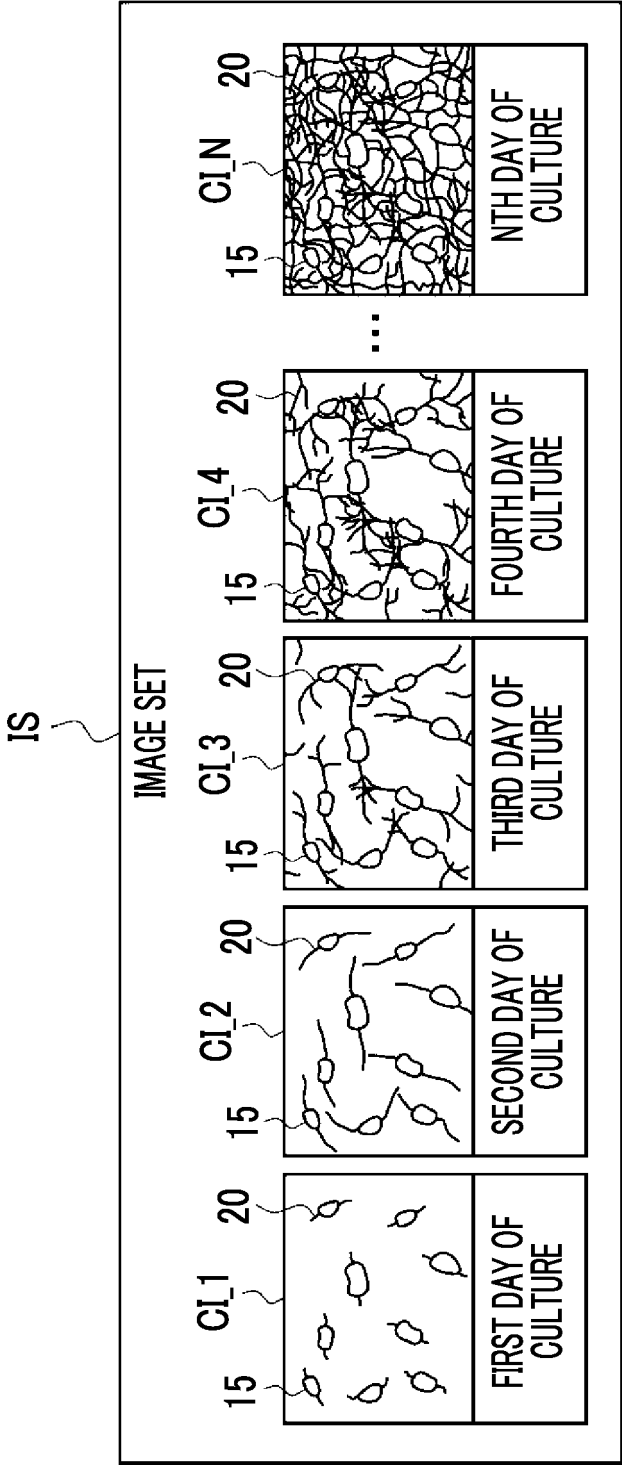 IS
IMAGE SET
CI_1
15
20
FIRST DAY OF
CULTURE
CI_2
15
20
SECOND DAY OF
CULTURE
CI_3
15
20
THIRD DAY OF
CULTURE
CI_4
15
20
FOURTH DAY OF
CULTURE
...
CI_N
15
20
NTH DAY OF
CULTURE